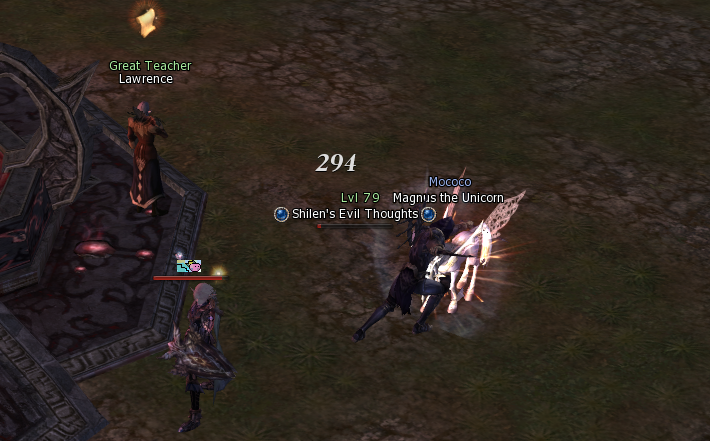 Great Teacher
Lawrence
294
Mococo
Lvl 79 Magnus the Unicorn
Shilen's Evil Thoughts